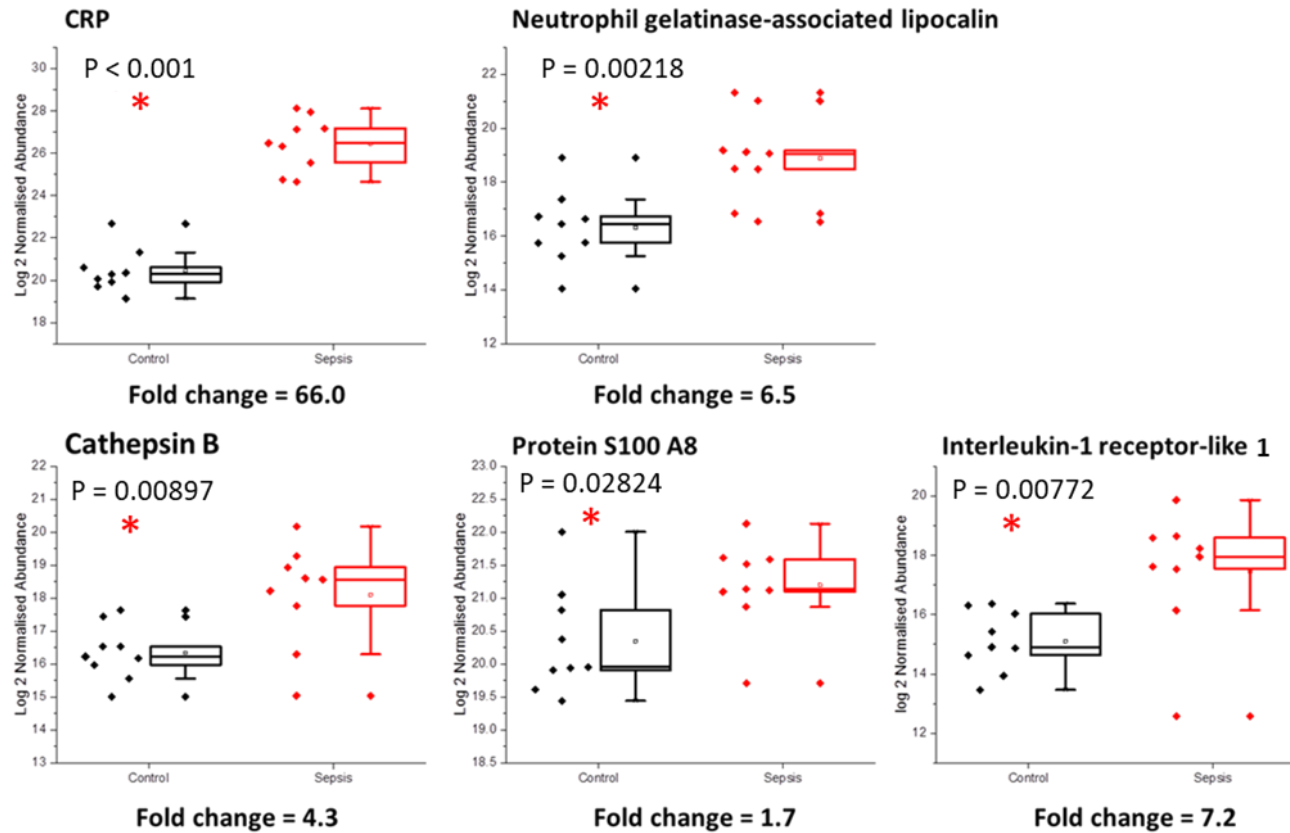 CRP
Neutrophil gelatinase-associated lipocalin
P < 0.001
*
P = 0.00218
*
Log 2 Normalised Abundance
30
28
26
24
22
20
18
Control
Sepsis
Log 2 Normalised Abundance
22
20
18
16
14
12
Control
Sepsis
Fold change = 66.0
Fold change = 6.5
Cathepsin B
Protein S100 A8
Interleukin-1 receptor-like 1
P = 0.00897
*
P = 0.02824
*
P = 0.00772
*
Log 2 Normalised Abundance
22
21
20
19
18
17
16
15
14
13
Control
Sepsis
Log 2 Normalised Abundance
23.0
22.5
22.0
21.5
21.0
20.5
20.0
19.5
19.0
18.5
Control
Sepsis
log 2 Normalised Abundance
20
18
16
14
12
Control
Sepsis
Fold change = 4.3
Fold change = 1.7
Fold change = 7.2